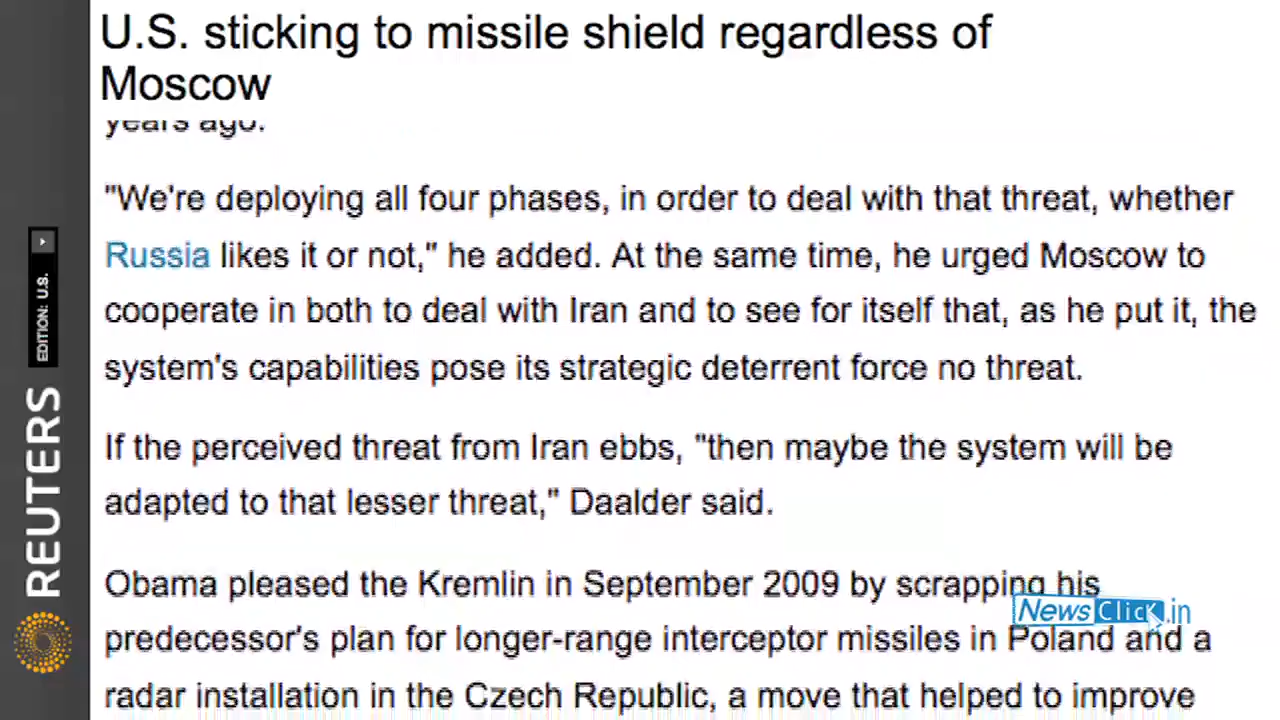 U.S. sticking to missile shield regardless of
Moscow
years ago.
"We're deploying all four phases, in order to deal with that threat, whether
Russia likes it or not," he added. At the same time, he urged Moscow to
cooperate in both to deal with Iran and to see for itself that, as he put it, the
system's capabilities pose its strategic deterrent force no threat.
If the perceived threat from Iran ebbs, "then maybe the system will be
adapted to that lesser threat," Daalder said.
Obama pleased the Kremlin in September 2009 by scrapping his
predecessor's plan for longer-range interceptor missiles in Poland and a
radar installation in the Czech Republic, a move that helped to improve
REUTERS
EDITION: U.S.
NewsClick.in